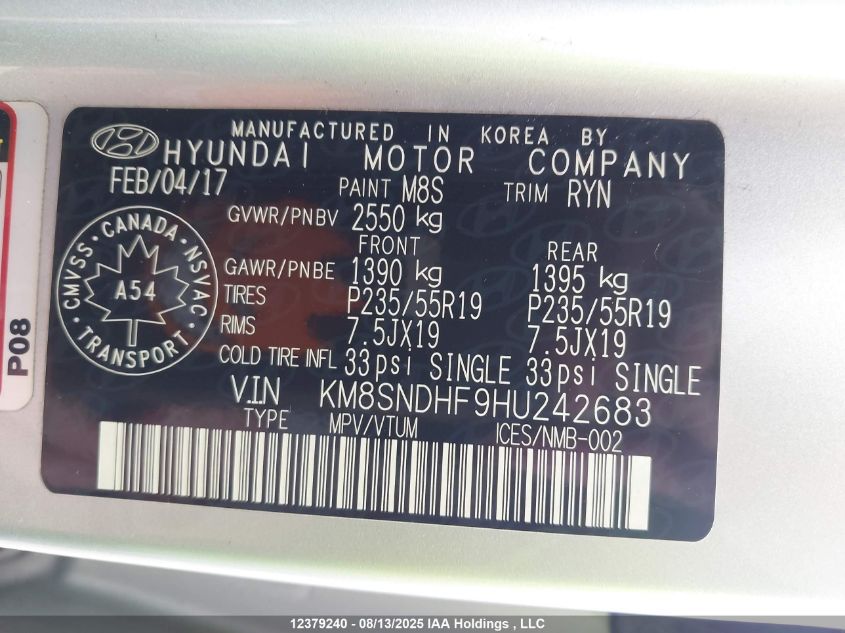 MANUFACTURED IN KOREA BY
HYUNDAI MOTOR COMPANY
FEB/04/17 PAINT M8S TRIM RYN
GVWR/PNBV 2550 kg
FRONT REAR
GAWR/PNBE 1390 kg 1395 kg
TIRES P235/55R19 P235/55R19
RIMS 7.5JX19 7.5JX19
COLD TIRE INFL 33psi SINGLE 33psi SINGLE
V.I.N KM8SNDHF9HU242683
TYPE MPV/VTUM ICES/NMB-002
CMVSS · CANADA · NSVAC ·
A54
TRANSPORT
P08
12379240 - 08/13/2025 IAA Holdings , LLC